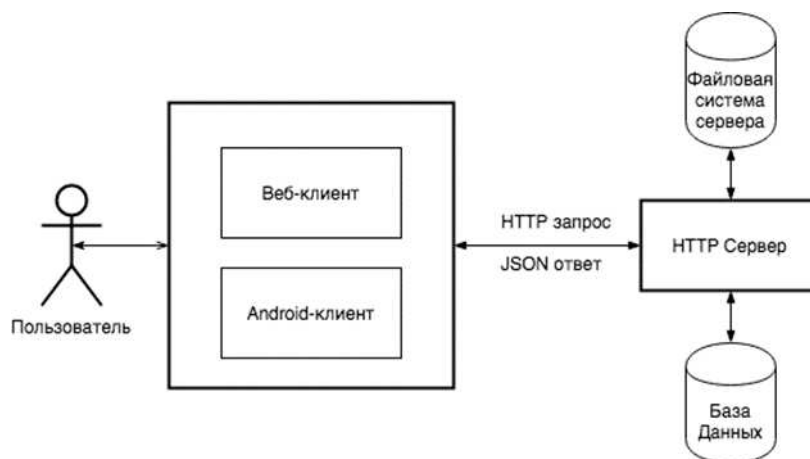 Файловая
система
сервера
Веб-клиент
HTTP запрос
HTTP Сервер
JSON ответ
Android-клиент
Пользователь
База
Данных